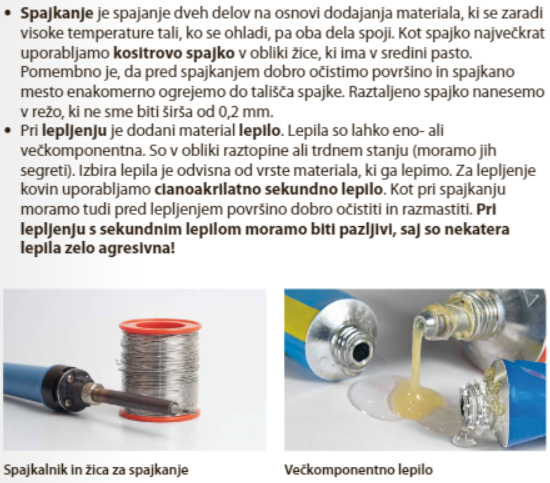 • Spajkanje je spajanje dveh delov na osnovi dodajanja materiala, ki se zaradi
visoke temperature tali, ko se ohladi, pa oba dela spoji. Kot spajko največkrat
uporabljamo kositrovo spajko v obliki žice, ki ima v sredini pasto.
Pomembno je, da pred spajkanjem dobro očistimo površino in spajkano
mesto enakomerno ogrejemo do tališča spajke. Raztaljeno spajko nanesemo
v režo, ki ne sme biti širša od 0,2 mm.
• Pri lepljenju je dodani material lepilo. Lepila so lahko eno- ali
večkomponentna. So v obliki raztopine ali trdnem stanju (moramo jih
segreti). Izbira lepila je odvisna od vrste materiala, ki ga lepimo. Za lepljenje
kovin uporabljamo cianoakrilatno sekundno lepilo. Kot pri spajkanju
moramo tudi pred lepljenjem površino dobro očistiti in razmastiti. Pri
lepljenju s sekundnim lepilom moramo biti pazljivi, saj so nekatera
lepila zelo agresivna!
Spajkalnik in žica za spajkanje
Večkomponentno lepilo